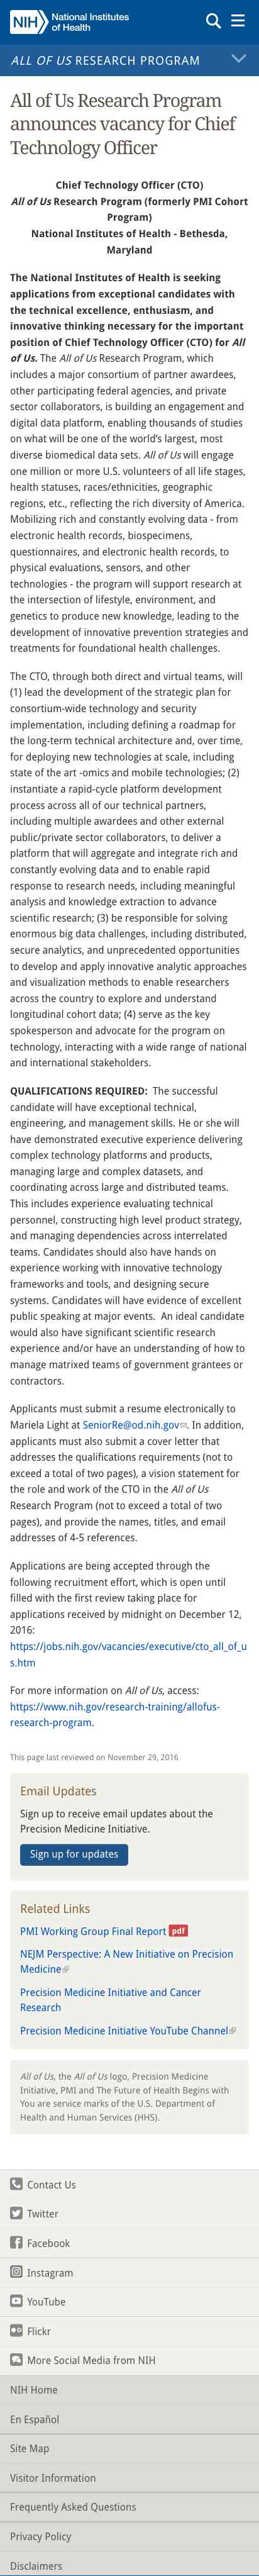 NIH National Institutes
of Health
ALL OF US RESEARCH PROGRAM
All of Us Research Program
announces vacancy for Chief
Technology Officer
Chief Technology Officer (CTO)
All of Us Research Program (formerly PMI Cohort
Program)
National Institutes of Health - Bethesda,
Maryland
The National Institutes of Health is seeking
applications from exceptional candidates with
the technical excellence, enthusiasm, and
innovative thinking necessary for the important
position of Chief Technology Officer (CTO) for All
of Us. The All of Us Research Program, which
includes a major consortium of partner awardees,
other participating federal agencies, and private
sector collaborators, is building an engagement and
digital data platform, enabling thousands of studies
on what will be one of the world's largest, most
diverse biomedical data sets. All of Us will engage
one million or more U.S. volunteers of all life stages,
health statuses, races/ethnicities, geographic
regions, etc., reflecting the rich diversity of America.
Mobilizing rich and constantly evolving data - from
electronic health records, biospecimens,
questionnaires, and electronic health records, to
physical evaluations, sensors, and other
technologies - the program will support research at
the intersection of lifestyle, environment, and
genetics to produce new knowledge, leading to the
development of innovative prevention strategies and
treatments for foundational health challenges.
The CTO, through both direct and virtual teams, will
(1) lead the development of the strategic plan for
consortium-wide technology and security
implementation, including defining a roadmap for
the long-term technical architecture and, over time,
for deploying new technologies at scale, including
state of the art -omics and mobile technologies; (2)
instantiate a rapid-cycle platform development
process across all of our technical partners,
including multiple awardees and other external
public/private sector collaborators, to deliver a
platform that will aggregate and integrate rich and
constantly evolving data and to enable rapid
response to research needs, including meaningful
analysis and knowledge extraction to advance
scientific research; (3) be responsible for solving
enormous big data challenges, including distributed,
secure analytics, and unprecedented opportunities
to develop and apply innovative analytic approaches
and visualization methods to enable researchers
across the country to explore and understand
longitudinal cohort data; (4) serve as the key
spokesperson and advocate for the program on
technology, interacting with a wide range of national
and international stakeholders.
QUALIFICATIONS REQUIRED: The successful
candidate will have exceptional technical,
engineering, and management skills. He or she will
have demonstrated executive experience delivering
complex technology platforms and products,
managing large and complex datasets, and
coordinating across large and distributed teams.
This includes experience evaluating technical
personnel, constructing high level product strategy,
and managing dependencies across interrelated
teams. Candidates should also have hands on
experience working with innovative technology
frameworks and tools, and designing secure
systems. Candidates will have evidence of excellent
public speaking at major events. An ideal candidate
would also have significant scientific research
experience and/or have an understanding of how to
manage matrixed teams of government grantees or
contractors.
Applicants must submit a resume electronically to
Mariela Light at SeniorRe@od.nih.gov. In addition,
applicants must also submit a cover letter that
addresses the qualifications requirements (not to
exceed a total of two pages), a vision statement for
the role and work of the CTO in the All of Us
Research Program (not to exceed a total of two
pages), and provide the names, titles, and email
addresses of 4-5 references.
Applications are being accepted through the
following recruitment effort, which is open until
filled with the first review taking place for
applications received by midnight on December 12,
2016:
https://jobs.nih.gov/vacancies/executive/cto_all_of_u
s.htm
For more information on All of Us, access:
https://www.nih.gov/research-training/allofus-
research-program.
This page last reviewed on November 29, 2016
Email Updates
Sign up to receive email updates about the
Precision Medicine Initiative.
Sign up for updates
Related Links
PMI Working Group Final Report pdf
NEJM Perspective: A New Initiative on Precision
Medicine
Precision Medicine Initiative and Cancer
Research
Precision Medicine Initiative YouTube Channel
All of Us, the All of Us logo, Precision Medicine
Initiative, PMI and The Future of Health Begins with
You are service marks of the U.S. Department of
Health and Human Services (HHS).
Contact Us
Twitter
Facebook
Instagram
YouTube
Flickr
More Social Media from NIH
NIH Home
En Español
Site Map
Visitor Information
Frequently Asked Questions
Privacy Policy
Disclaimers